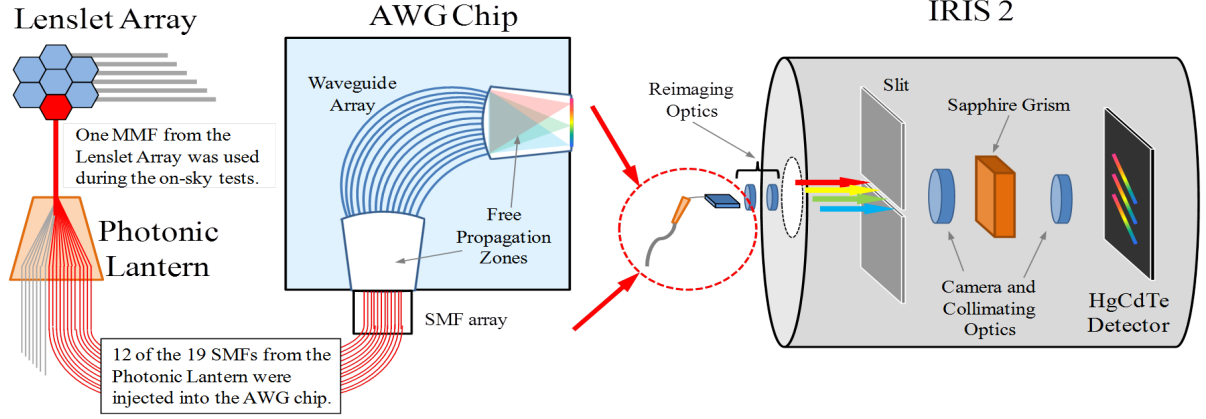 Lenslet Array
One MMF from the
Lenslet Array was used
during the on-sky tests.
Photonic
Lantern
12 of the 19 SMFs from the
Photonic Lantern were
injected into the AWG chip.
AWG Chip
Waveguide
Array
Free
Propagation
Zones
SMF array
IRIS 2
Reimaging
Optics
Slit
Sapphire Grism
Camera and
Collimating
Optics
HgCdTe
Detector